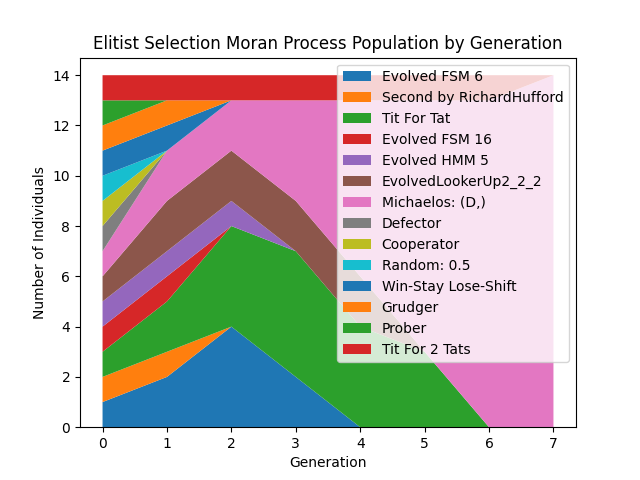 Elitist Selection Moran Process Population by Generation
Number of Individuals
14
12
10
8
6
4
2
0
Evolved FSM 6
Second by RichardHufford
Tit For Tat
Evolved FSM 16
Evolved HMM 5
EvolvedLookerUp2_2_2
Michaelos: (D,)
Defector
Cooperator
Random: 0.5
Win-Stay Lose-Shift
Grudger
Prober
Tit For 2 Tats
0 1 2 3 4 5 6 7
Generation